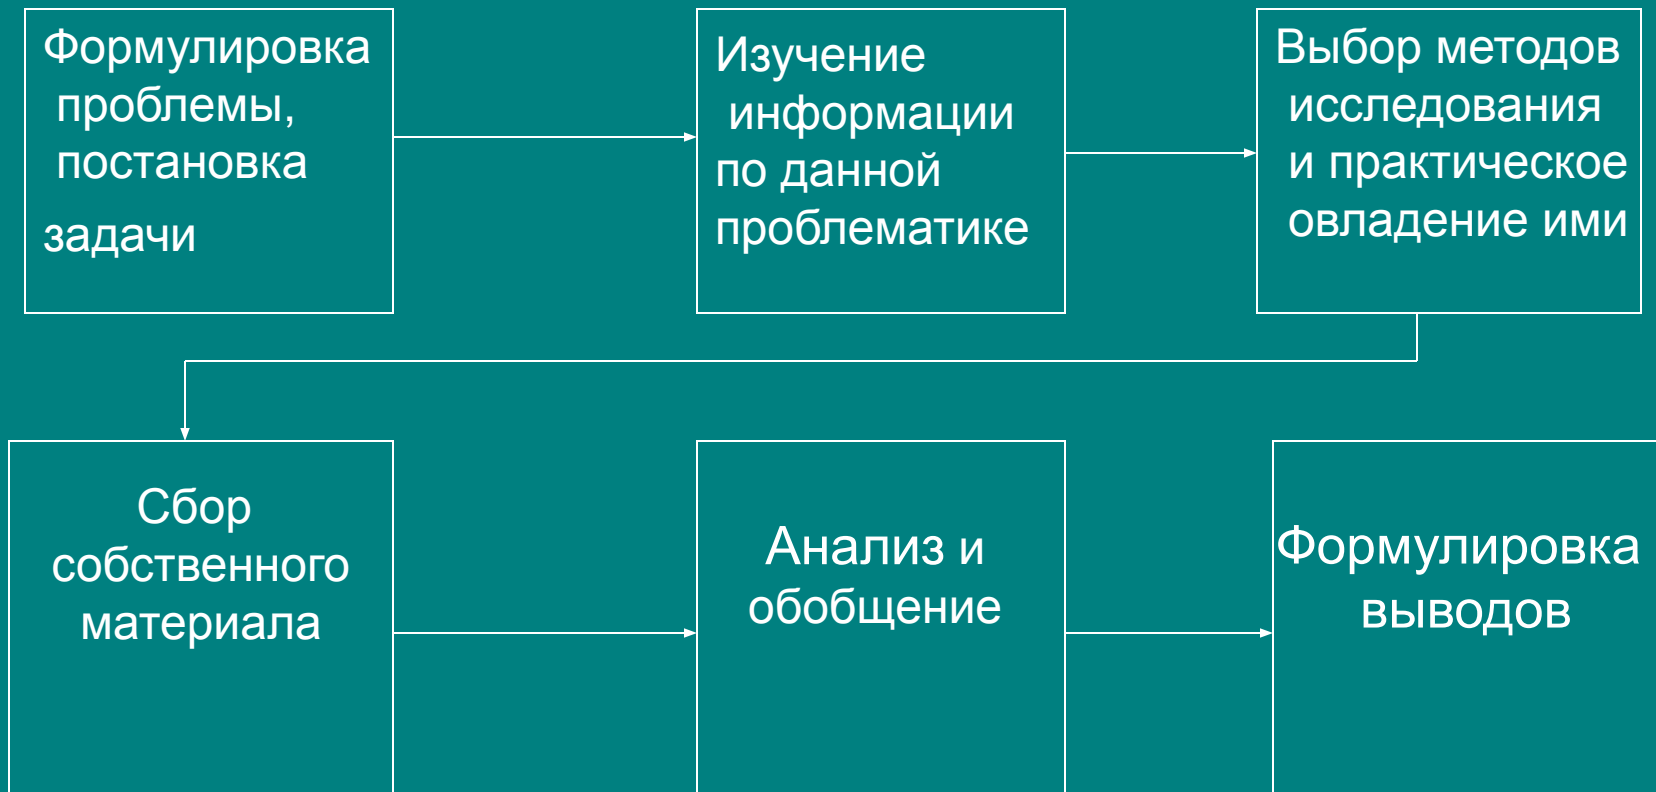 Формулировка
проблемы,
постановка
задачи
Изучение
информации
по данной
проблематике
Выбор методов
исследования
и практическое
овладение ими
Сбор
собственного
материала
Анализ и
обобщение
Формулировка
выводов